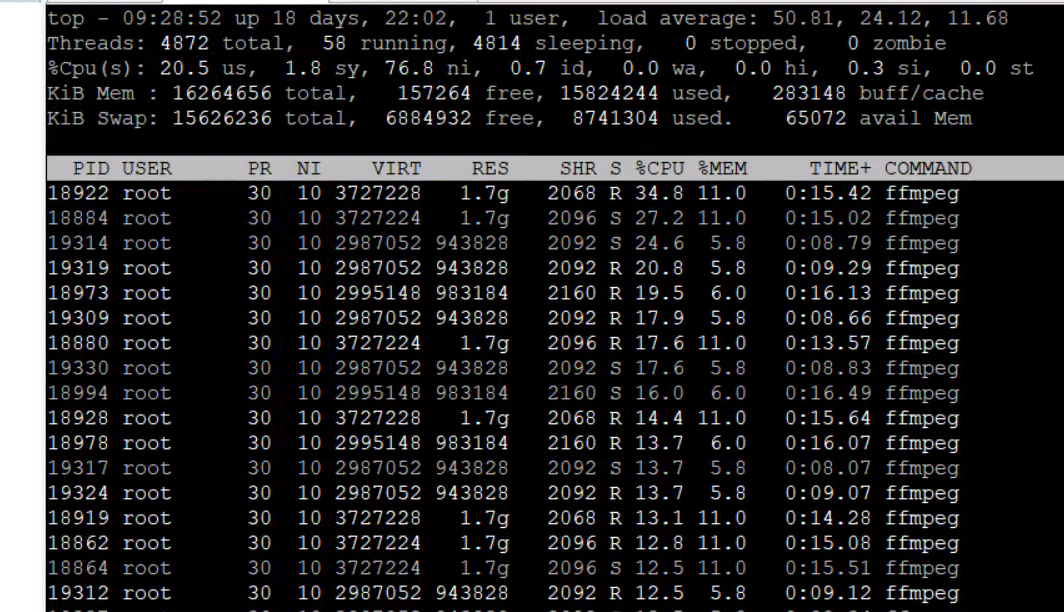 top - 09:28:52 up 18 days, 22:02,  1 user,  load average: 50.81, 24.12, 11.68
Threads: 4872 total,  58 running, 4814 sleeping,   0 stopped,   0 zombie
%Cpu(s): 20.5 us,  1.8 sy, 76.8 ni,  0.7 id,  0.0 wa,  0.0 hi,  0.3 si,  0.0 st
KiB Mem : 16264656 total,   157264 free, 15824244 used,   283148 buff/cache
KiB Swap: 15626236 total,  6884932 free,  8741304 used.    65072 avail Mem
PID USER      PR  NI    VIRT    RES    SHR S %CPU %MEM     TIME+ COMMAND
18922 root      30  10 3727228   1.7g   2068 R 34.8 11.0   0:15.42 ffmpeg
18884 root      30  10 3727224   1.7g   2096 S 27.2 11.0   0:15.02 ffmpeg
19314 root      30  10 2987052 943828   2092 S 24.6  5.8   0:08.79 ffmpeg
19319 root      30  10 2987052 943828   2092 R 20.8  5.8   0:09.29 ffmpeg
18973 root      30  10 2995148 983184   2160 R 19.5  6.0   0:16.13 ffmpeg
19309 root      30  10 2987052 943828   2092 R 17.9  5.8   0:08.66 ffmpeg
18880 root      30  10 3727224   1.7g   2096 R 17.6 11.0   0:13.57 ffmpeg
19330 root      30  10 2987052 943828   2092 S 17.6  5.8   0:08.83 ffmpeg
18994 root      30  10 2995148 983184   2160 S 16.0  6.0   0:16.49 ffmpeg
18928 root      30  10 3727228   1.7g   2068 R 14.4 11.0   0:15.64 ffmpeg
18978 root      30  10 2995148 983184   2160 R 13.7  6.0   0:16.07 ffmpeg
19317 root      30  10 2987052 943828   2092 S 13.7  5.8   0:08.07 ffmpeg
19324 root      30  10 2987052 943828   2092 R 13.7  5.8   0:09.07 ffmpeg
18919 root      30  10 3727228   1.7g   2068 R 13.1 11.0   0:14.28 ffmpeg
18862 root      30  10 3727224   1.7g   2096 R 12.8 11.0   0:15.08 ffmpeg
18864 root      30  10 3727224   1.7g   2096 S 12.5 11.0   0:15.51 ffmpeg
19312 root      30  10 2987052 943828   2092 R 12.5  5.8   0:09.12 ffmpeg